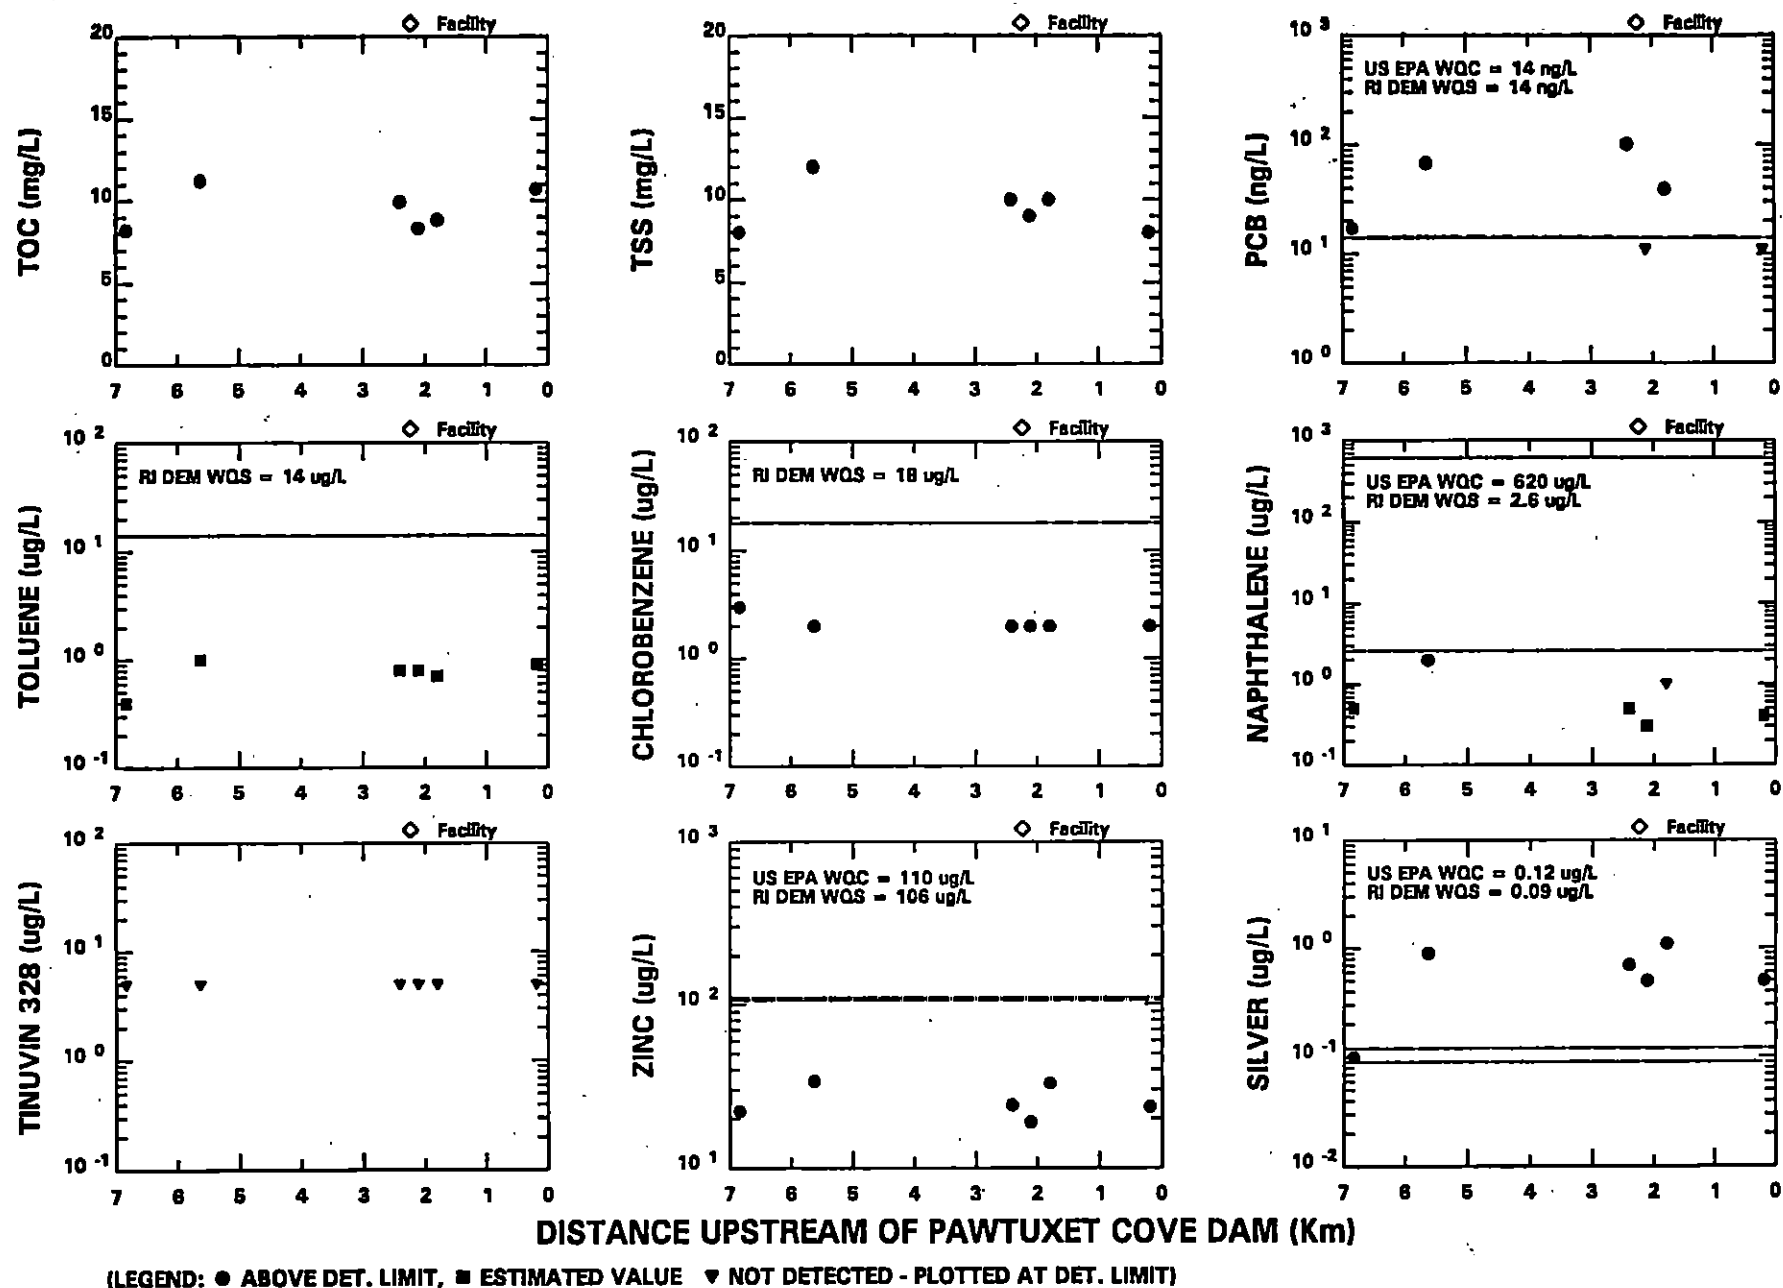 ◇ Facility
TOC (mg/L)
20
15
10
5
0
7 6 5 4 3 2 1 0
◇ Facility
TSS (mg/L)
20
15
10
5
0
7 6 5 4 3 2 1 0
◇ Facility
PCB (ng/L)
US EPA WQC = 14 ng/L
RI DEM WQS = 14 ng/L
10 3
10 2
10 1
10 0
7 6 5 4 3 2 1 0
◇ Facility
TOLUENE (ug/L)
RI DEM WQS = 14 ug/L
10 2
10 1
10 0
10 -1
7 6 5 4 3 2 1 0
◇ Facility
CHLOROBENZENE (ug/L)
RI DEM WQS = 18 ug/L
10 2
10 1
10 0
10 -1
7 6 5 4 3 2 1 0
◇ Facility
NAPHTHALENE (ug/L)
US EPA WQC = 620 ug/L
RI DEM WQS = 2.6 ug/L
10 3
10 2
10 1
10 0
10 -1
7 6 5 4 3 2 1 0
◇ Facility
TINUVIN 328 (ug/L)
10 2
10 1
10 0
10 -1
7 6 5 4 3 2 1 0
◇ Facility
ZINC (ug/L)
US EPA WQC = 110 ug/L
RI DEM WQS = 106 ug/L
10 3
10 2
10 1
7 6 5 4 3 2 1 0
◇ Facility
SILVER (ug/L)
US EPA WQC = 0.12 ug/L
RI DEM WQS = 0.09 ug/L
10 1
10 0
10 -1
10 -2
7 6 5 4 3 2 1 0
DISTANCE UPSTREAM OF PAWTUXET COVE DAM (Km)
(LEGEND: ● ABOVE DET. LIMIT, ■ ESTIMATED VALUE ▼ NOT DETECTED - PLOTTED AT DET. LIMIT)